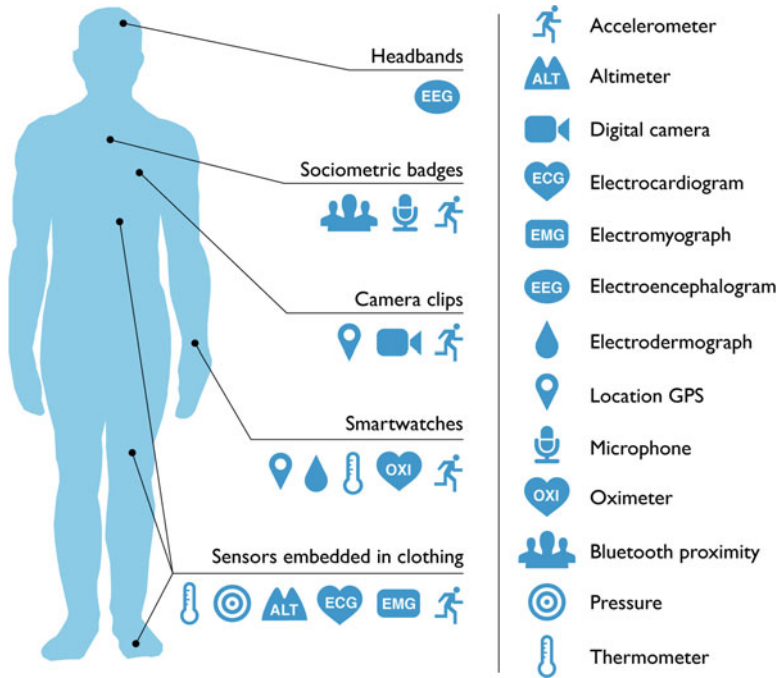 Headbands
EEG
Sociometric badges
Camera clips
Smartwatches
OXI
Sensors embedded in clothing
ALT ECG EMG
Accelerometer
ALT Altimeter
Digital camera
ECG Electrocardiogram
EMG Electromyograph
EEG Electroencephalogram
Electrodermograph
Location GPS
Microphone
OXI Oximeter
Bluetooth proximity
Pressure
Thermometer